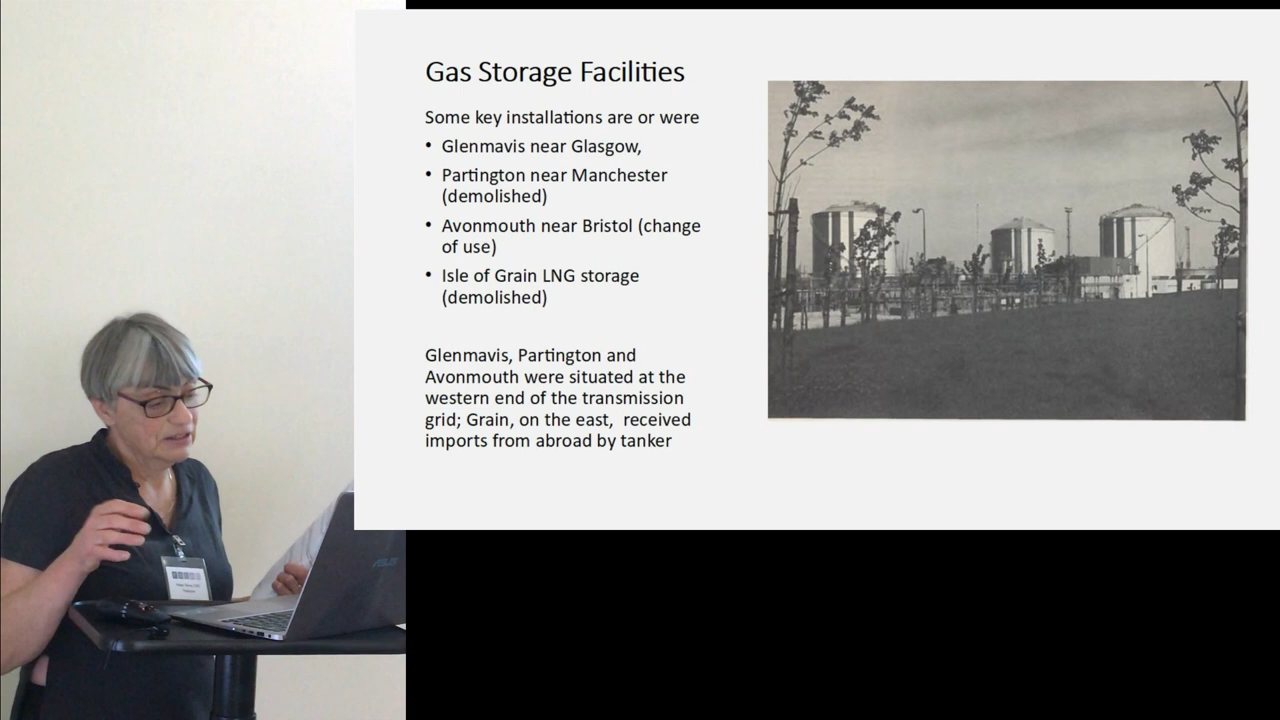 Gas Storage Facilities
Some key installations are or were
• Glenmavis near Glasgow,
• Partington near Manchester
(demolished)
• Avonmouth near Bristol (change
of use)
• Isle of Grain LNG storage
(demolished)
Glenmavis, Partington and
Avonmouth were situated at the
western end of the transmission
grid; Grain, on the east,  received
imports from abroad by tanker
ASUS